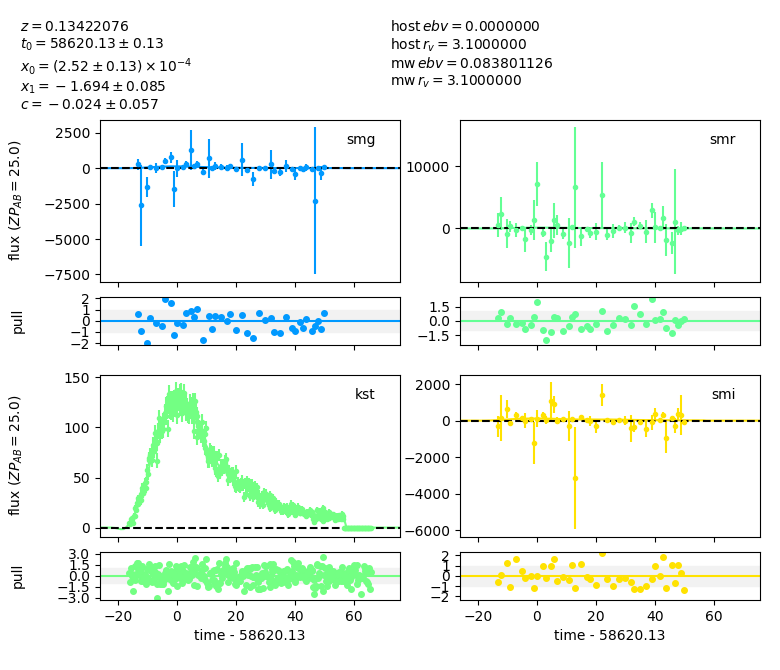 z = 0.13422076
t₀ = 58620.13 ± 0.13
x₀ = (2.52 ± 0.13) × 10⁻⁴
x₁ = −1.694 ± 0.085
c = −0.024 ± 0.057
host ebv = 0.0000000
host rᵥ = 3.1000000
mw ebv = 0.083801126
mw rᵥ = 3.1000000
flux (ZP_AB = 25.0)
2500
0
−2500
−5000
−7500
smg
10000
0
smr
pull
2
1
0
−1
−2
1.5
0.0
−1.5
flux (ZP_AB = 25.0)
150
100
50
0
kst
2000
0
−2000
−4000
−6000
smi
pull
3.0
1.5
0.0
−1.5
−3.0
2
1
0
−1
−2
−20 0 20 40 60
−20 0 20 40 60
time - 58620.13
time - 58620.13